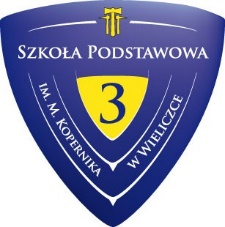 SZKOŁA PODSTAWOWA
3
IM. M. KOPERNIKA
W WIELICZCE